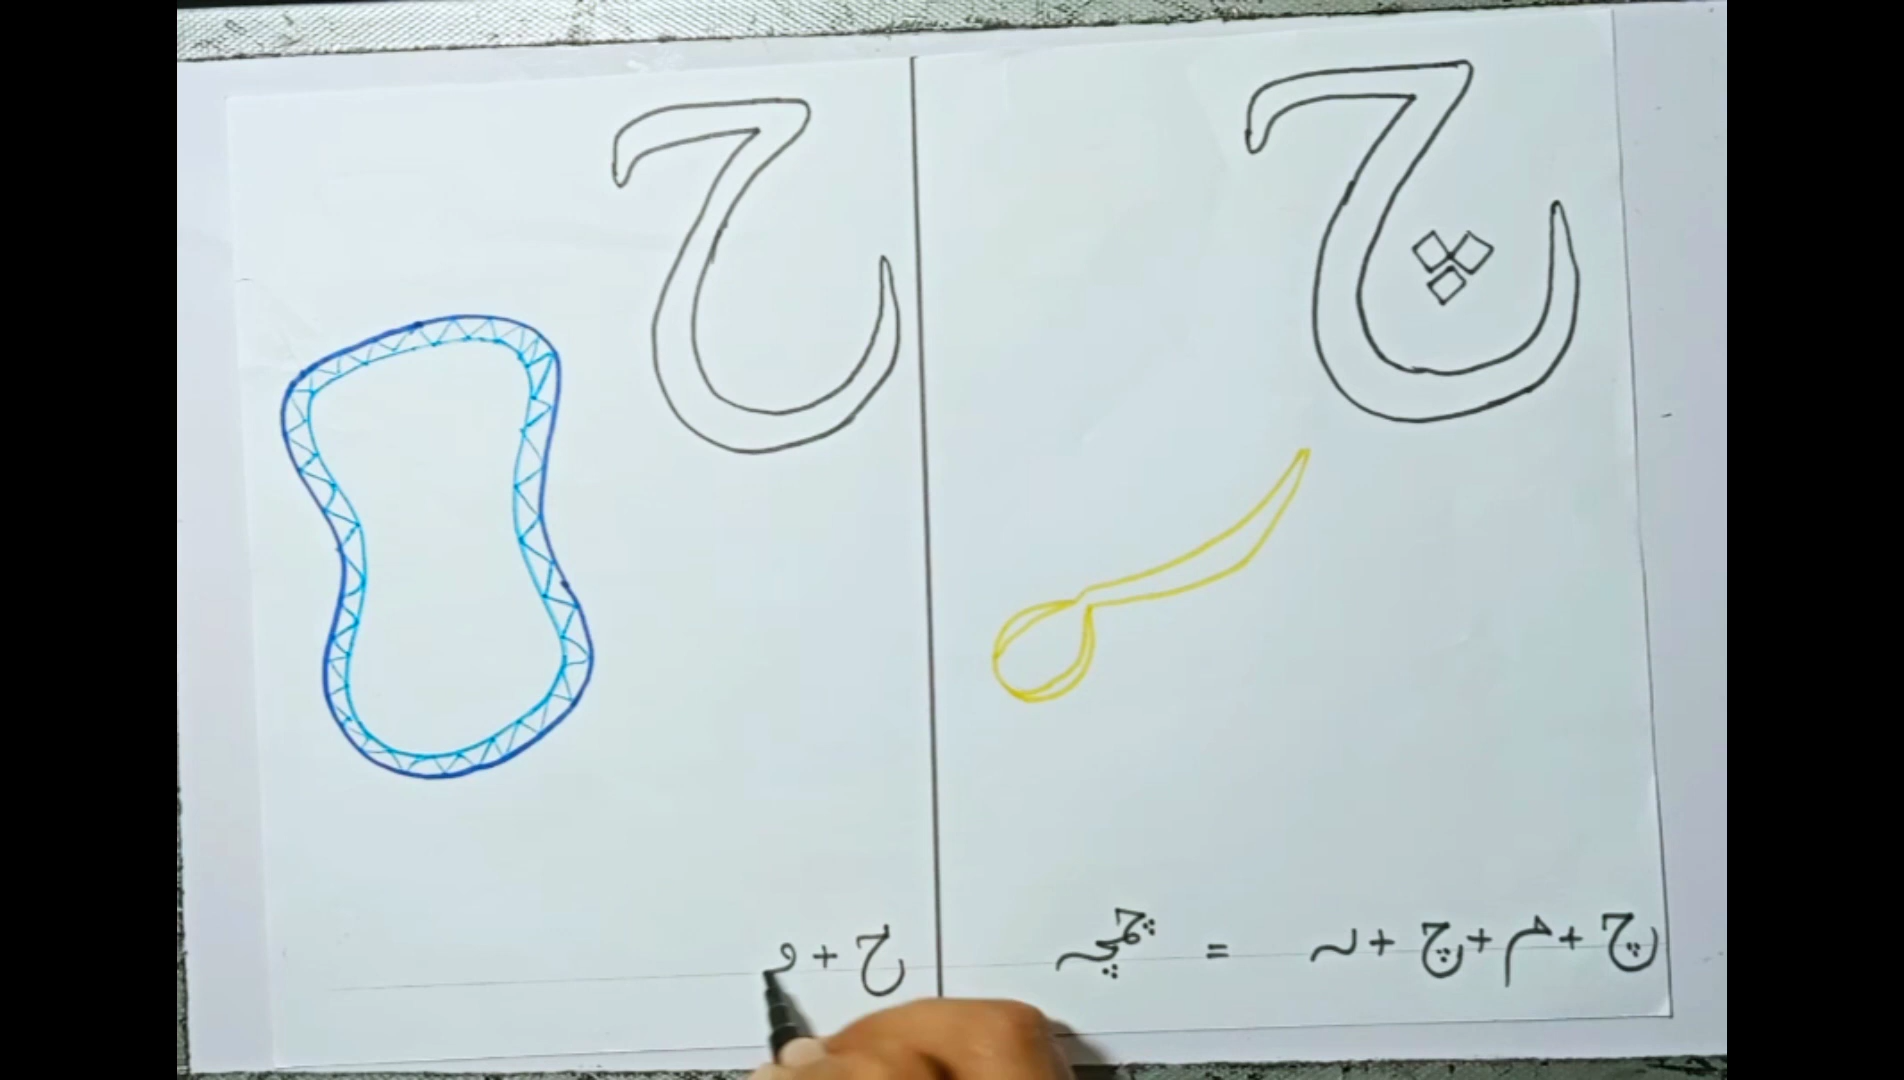 چ
چ + م + چ + ہ = چمچہ
ح
ح + و